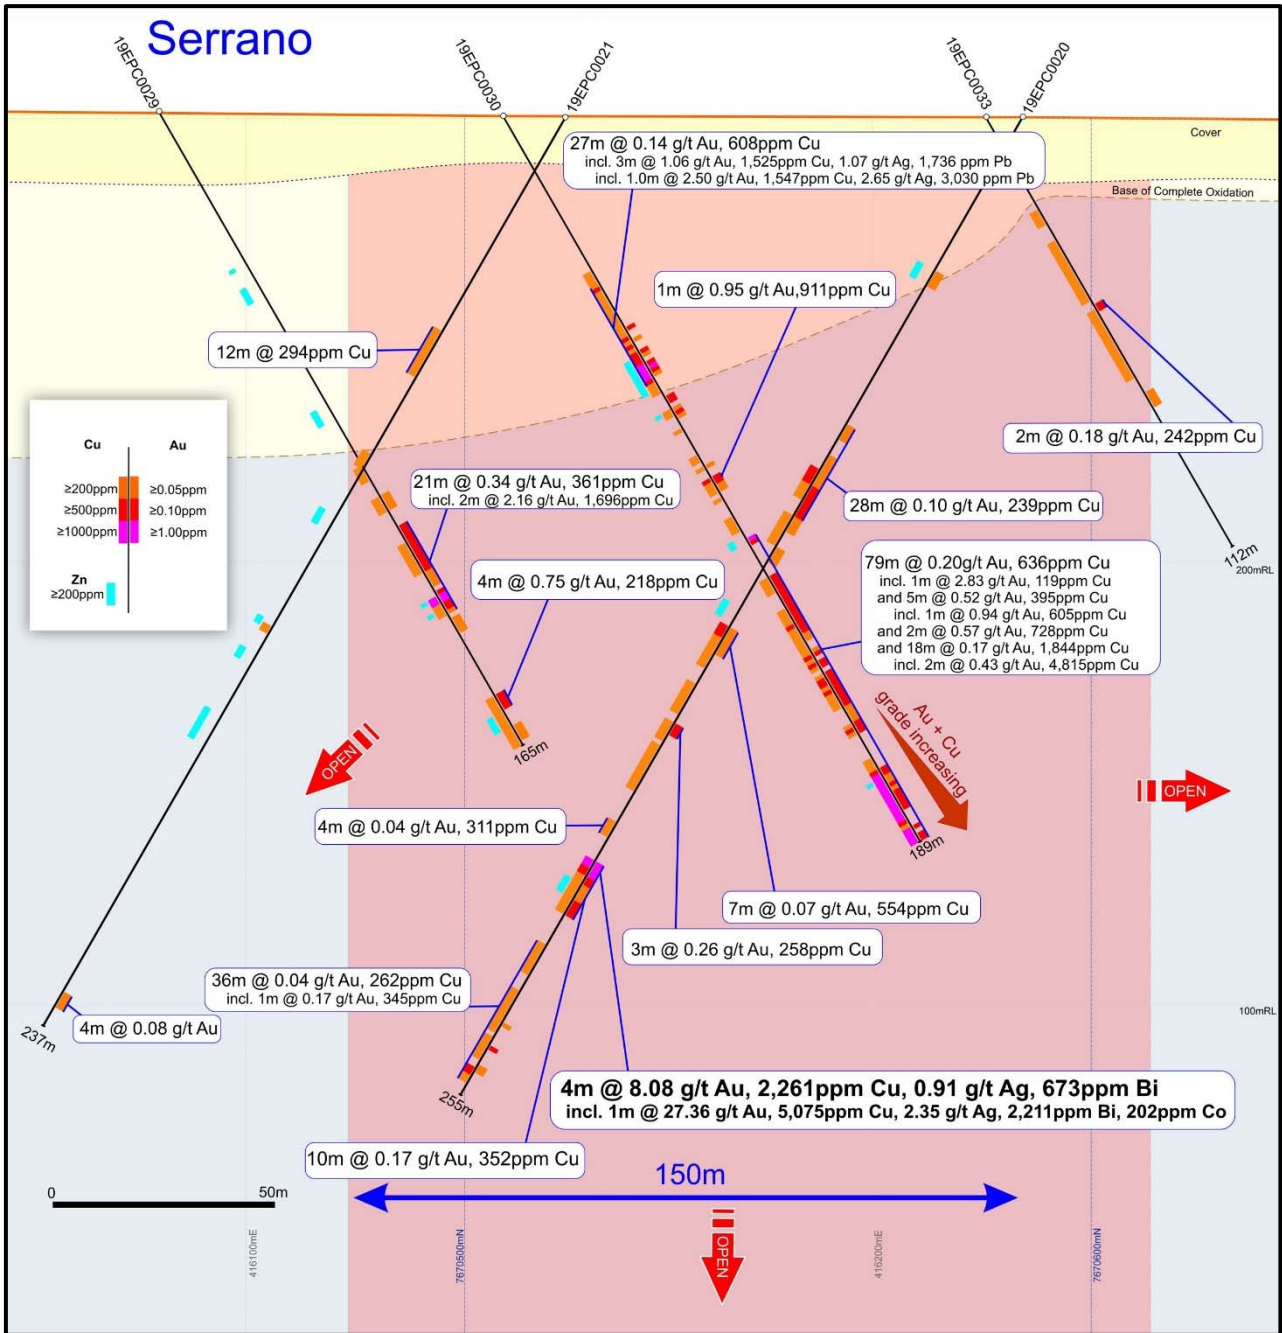 Serrano
19EPC0029
19EPC0030
19EPC0021
19EPC0033
19EPC0020
Cover
27m @ 0.14 g/t Au, 608ppm Cu
incl. 3m @ 1.06 g/t Au, 1,525ppm Cu, 1.07 g/t Ag, 1,736 ppm Pb
incl. 1.0m @ 2.50 g/t Au, 1,547ppm Cu, 2.65 g/t Ag, 3,030 ppm Pb
Base of Complete Oxidation
1m @ 0.95 g/t Au,911ppm Cu
12m @ 294ppm Cu
Cu Au
≥200ppm ≥0.05ppm
≥500ppm ≥0.10ppm
≥1000ppm ≥1.00ppm
Zn
≥200ppm
2m @ 0.18 g/t Au, 242ppm Cu
21m @ 0.34 g/t Au, 361ppm Cu
incl. 2m @ 2.16 g/t Au, 1,696ppm Cu
28m @ 0.10 g/t Au, 239ppm Cu
112m
200mRL
4m @ 0.75 g/t Au, 218ppm Cu
79m @ 0.20g/t Au, 636ppm Cu
incl. 1m @ 2.83 g/t Au, 119ppm Cu
and 5m @ 0.52 g/t Au, 395ppm Cu
incl. 1m @ 0.94 g/t Au, 605ppm Cu
and 2m @ 0.57 g/t Au, 728ppm Cu
and 18m @ 0.17 g/t Au, 1,844ppm Cu
incl. 2m @ 0.43 g/t Au, 4,815ppm Cu
Au + Cu
grade increasing
OPEN
165m
OPEN
4m @ 0.04 g/t Au, 311ppm Cu
189m
7m @ 0.07 g/t Au, 554ppm Cu
3m @ 0.26 g/t Au, 258ppm Cu
36m @ 0.04 g/t Au, 262ppm Cu
incl. 1m @ 0.17 g/t Au, 345ppm Cu
100mRL
237m
4m @ 0.08 g/t Au
4m @ 8.08 g/t Au, 2,261ppm Cu, 0.91 g/t Ag, 673ppm Bi
incl. 1m @ 27.36 g/t Au, 5,075ppm Cu, 2.35 g/t Ag, 2,211ppm Bi, 202ppm Co
255m
10m @ 0.17 g/t Au, 352ppm Cu
150m
0 50m
OPEN
416100mE
7670500mN
416200mE
7670600mN